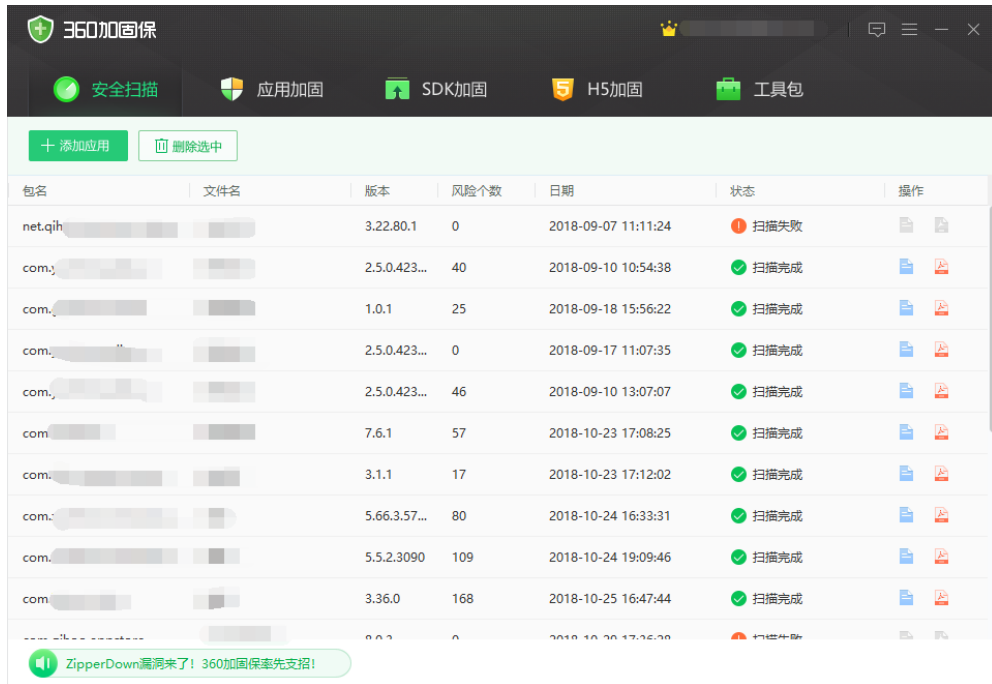 360加固保
安全扫描 应用加固 SDK加固 H5加固 工具包
添加应用 删除选中
包名 文件名 版本 风险个数 日期 状态 操作
net.qih 3.22.80.1 0 2018-09-07 11:11:24 扫描失败
com. 2.5.0.423... 40 2018-09-10 10:54:38 扫描完成
com. 1.0.1 25 2018-09-18 15:56:22 扫描完成
com. 2.5.0.423... 0 2018-09-17 11:07:35 扫描完成
com. 2.5.0.423... 46 2018-09-10 13:07:07 扫描完成
com 7.6.1 57 2018-10-23 17:08:25 扫描完成
com. 3.1.1 17 2018-10-23 17:12:02 扫描完成
com. 5.66.3.57... 80 2018-10-24 16:33:31 扫描完成
com. 5.5.2.3090 109 2018-10-24 19:09:46 扫描完成
com 3.36.0 168 2018-10-25 16:47:44 扫描完成
ZipperDown漏洞来了！360加固保率先支招！